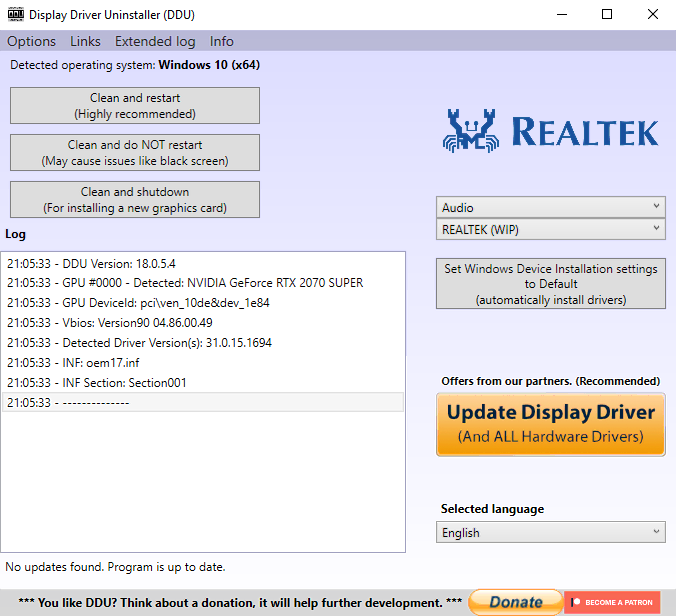 Display Driver Uninstaller (DDU)
Options Links Extended log Info
Detected operating system: Windows 10 (x64)
Clean and restart
(Highly recommended)
Clean and do NOT restart
(May cause issues like black screen)
Clean and shutdown
(For installing a new graphics card)
Log
21:05:33 - DDU Version: 18.0.5.4
21:05:33 - GPU #0000 - Detected: NVIDIA GeForce RTX 2070 SUPER
21:05:33 - GPU DeviceId: pci\ven_10de&dev_1e84
21:05:33 - Vbios: Version90 04.86.00.49
21:05:33 - Detected Driver Version(s): 31.0.15.1694
21:05:33 - INF: oem17.inf
21:05:33 - INF Section: Section001
21:05:33 - --------------
No updates found. Program is up to date.
REALTEK
Audio
REALTEK (WIP)
Set Windows Device Installation settings
to Default
(automatically install drivers)
Offers from our partners. (Recommended)
Update Display Driver
(And ALL Hardware Drivers)
Selected language
English
*** You like DDU? Think about a donation, it will help further development. ***
Donate
BECOME A PATRON